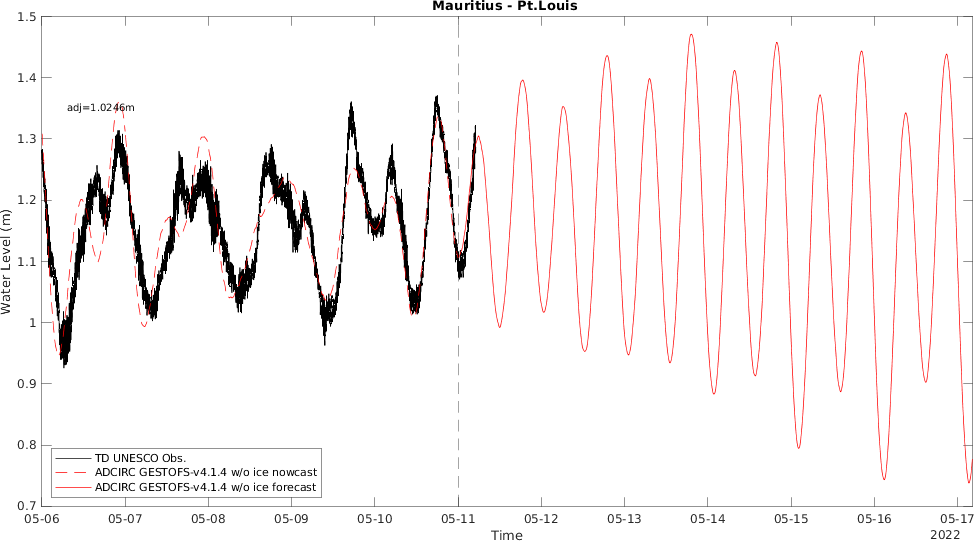 Mauritius - Pt.Louis
1.5
1.4
1.3
1.2
1.1
1
0.9
0.8
0.7
Water Level (m)
adj=1.0246m
TD UNESCO Obs.
ADCIRC GESTOFS-v4.1.4 w/o ice nowcast
ADCIRC GESTOFS-v4.1.4 w/o ice forecast
05-06 05-07 05-08 05-09 05-10 05-11 05-12 05-13 05-14 05-15 05-16 05-17
Time
2022